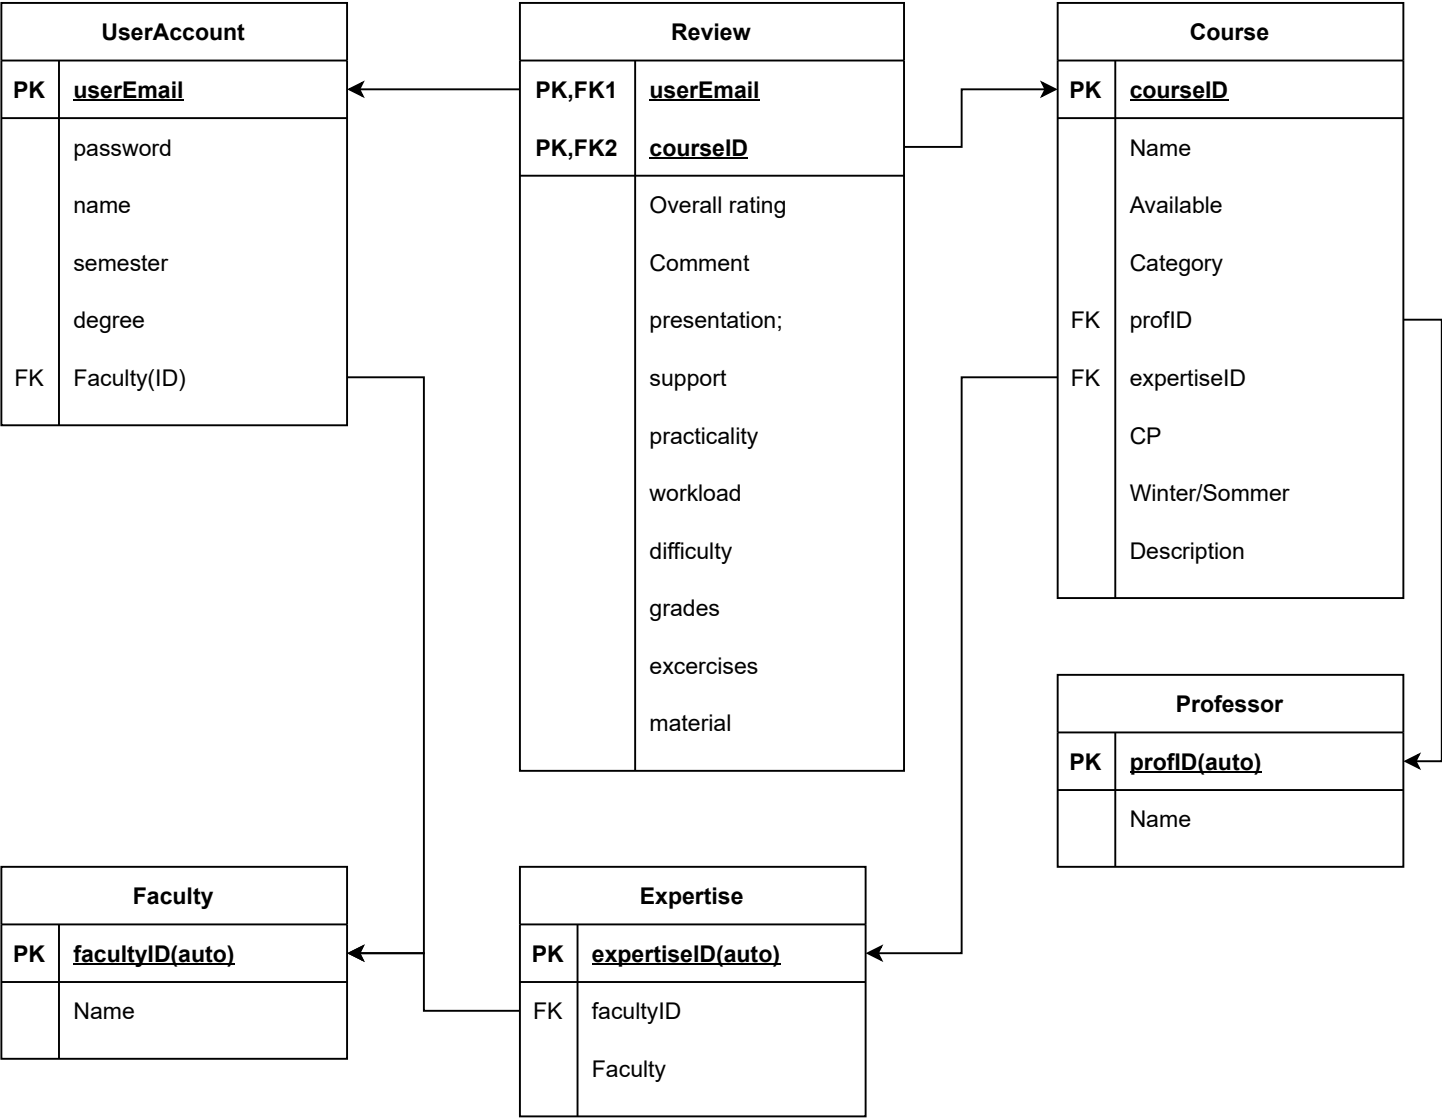 UserAccount
PK userEmail
password
name
semester
degree
FK Faculty(ID)
Review
PK,FK1 userEmail
PK,FK2 courseID
Overall rating
Comment
presentation;
support
practicality
workload
difficulty
grades
excercises
material
Course
PK courseID
Name
Available
Category
FK profID
FK expertiseID
CP
Winter/Sommer
Description
Professor
PK profID(auto)
Name
Faculty
PK facultyID(auto)
Name
Expertise
PK expertiseID(auto)
FK facultyID
Faculty